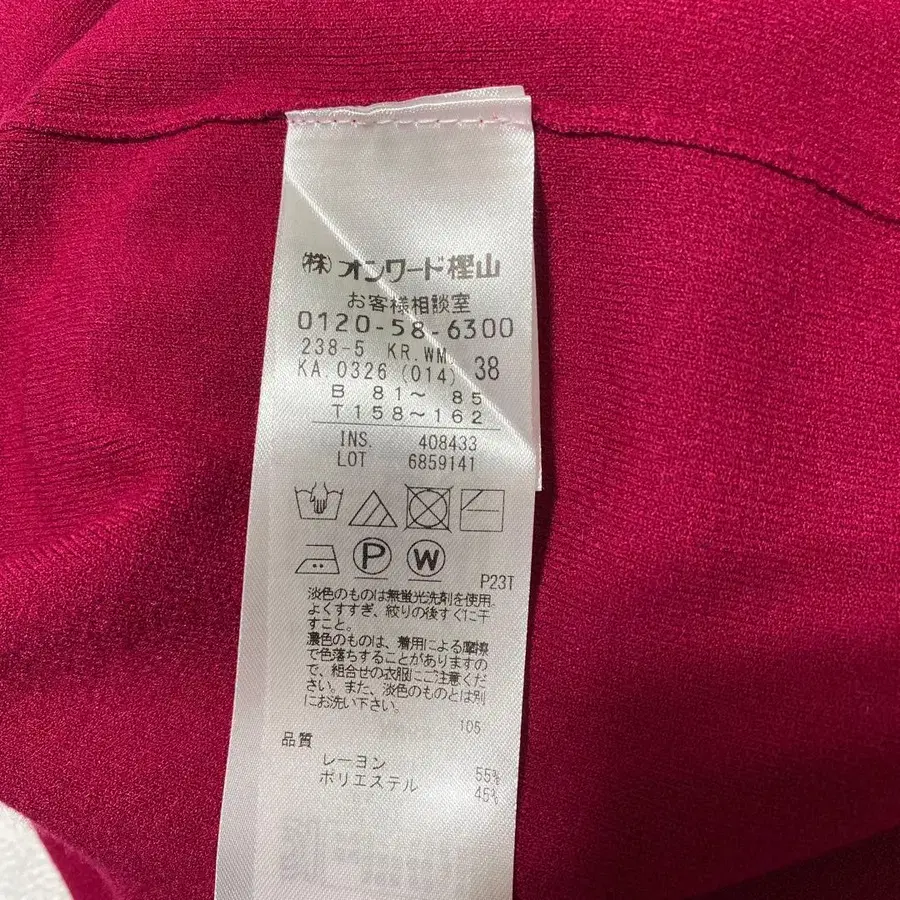 (株)オンワード樫山
お客様相談室
0120-58-6300
238-5 KR.WM
KA.0326 (014) 38
B 81～ 85
T158～162
INS. 408433
LOT 6859141
P W
P23T
淡色のものは無蛍光洗剤を使用。
よくすすぎ、絞りの後すぐに干
すこと。
濃色のものは、着用による摩擦
で色落ちすることがありますの
で、組合せの衣服にご注意くだ
さい。また、淡色のものとは別
にお洗い下さい。
105
品質
レーヨン 55%
ポリエステル 45%